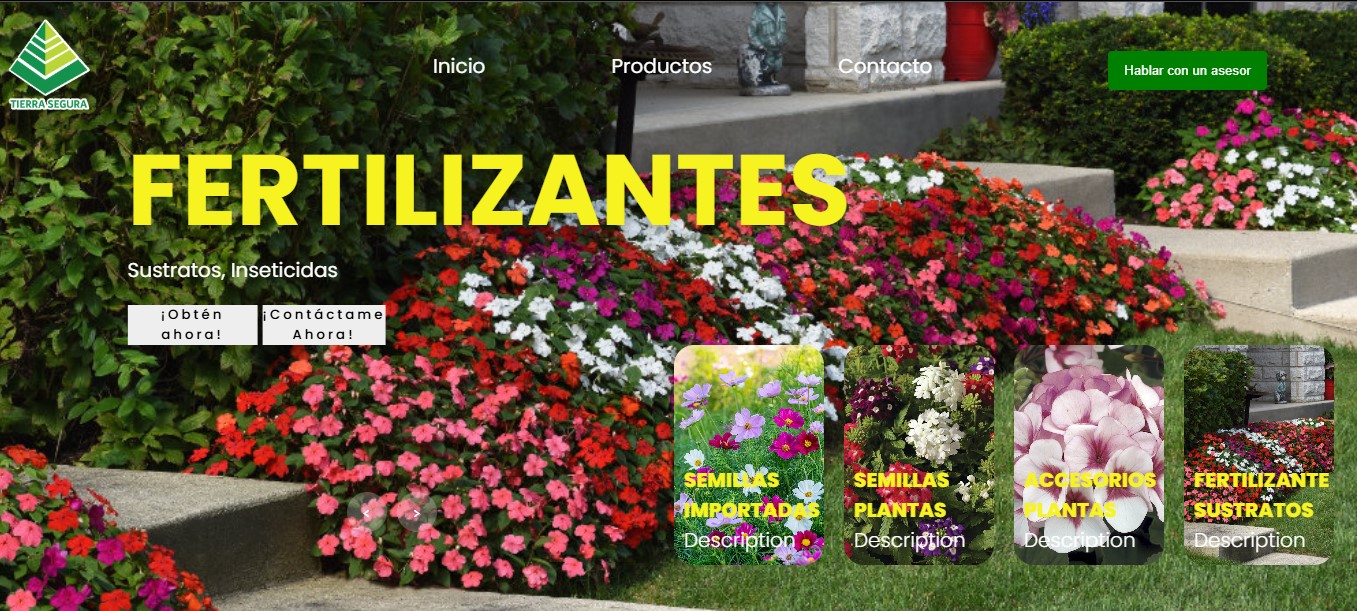 TIERRA SEGURA
Inicio
Productos
Contacto
Hablar con un asesor
FERTILIZANTES
Sustratos, Inseticidas
¡Obtén
ahora!
¡Contáctame
Ahora!
<
>
SEMILLAS
IMPORTADAS
Description
SEMILLAS
PLANTAS
Description
ACCESORIOS
PLANTAS
Description
FERTILIZANTE
SUSTRATOS
Description